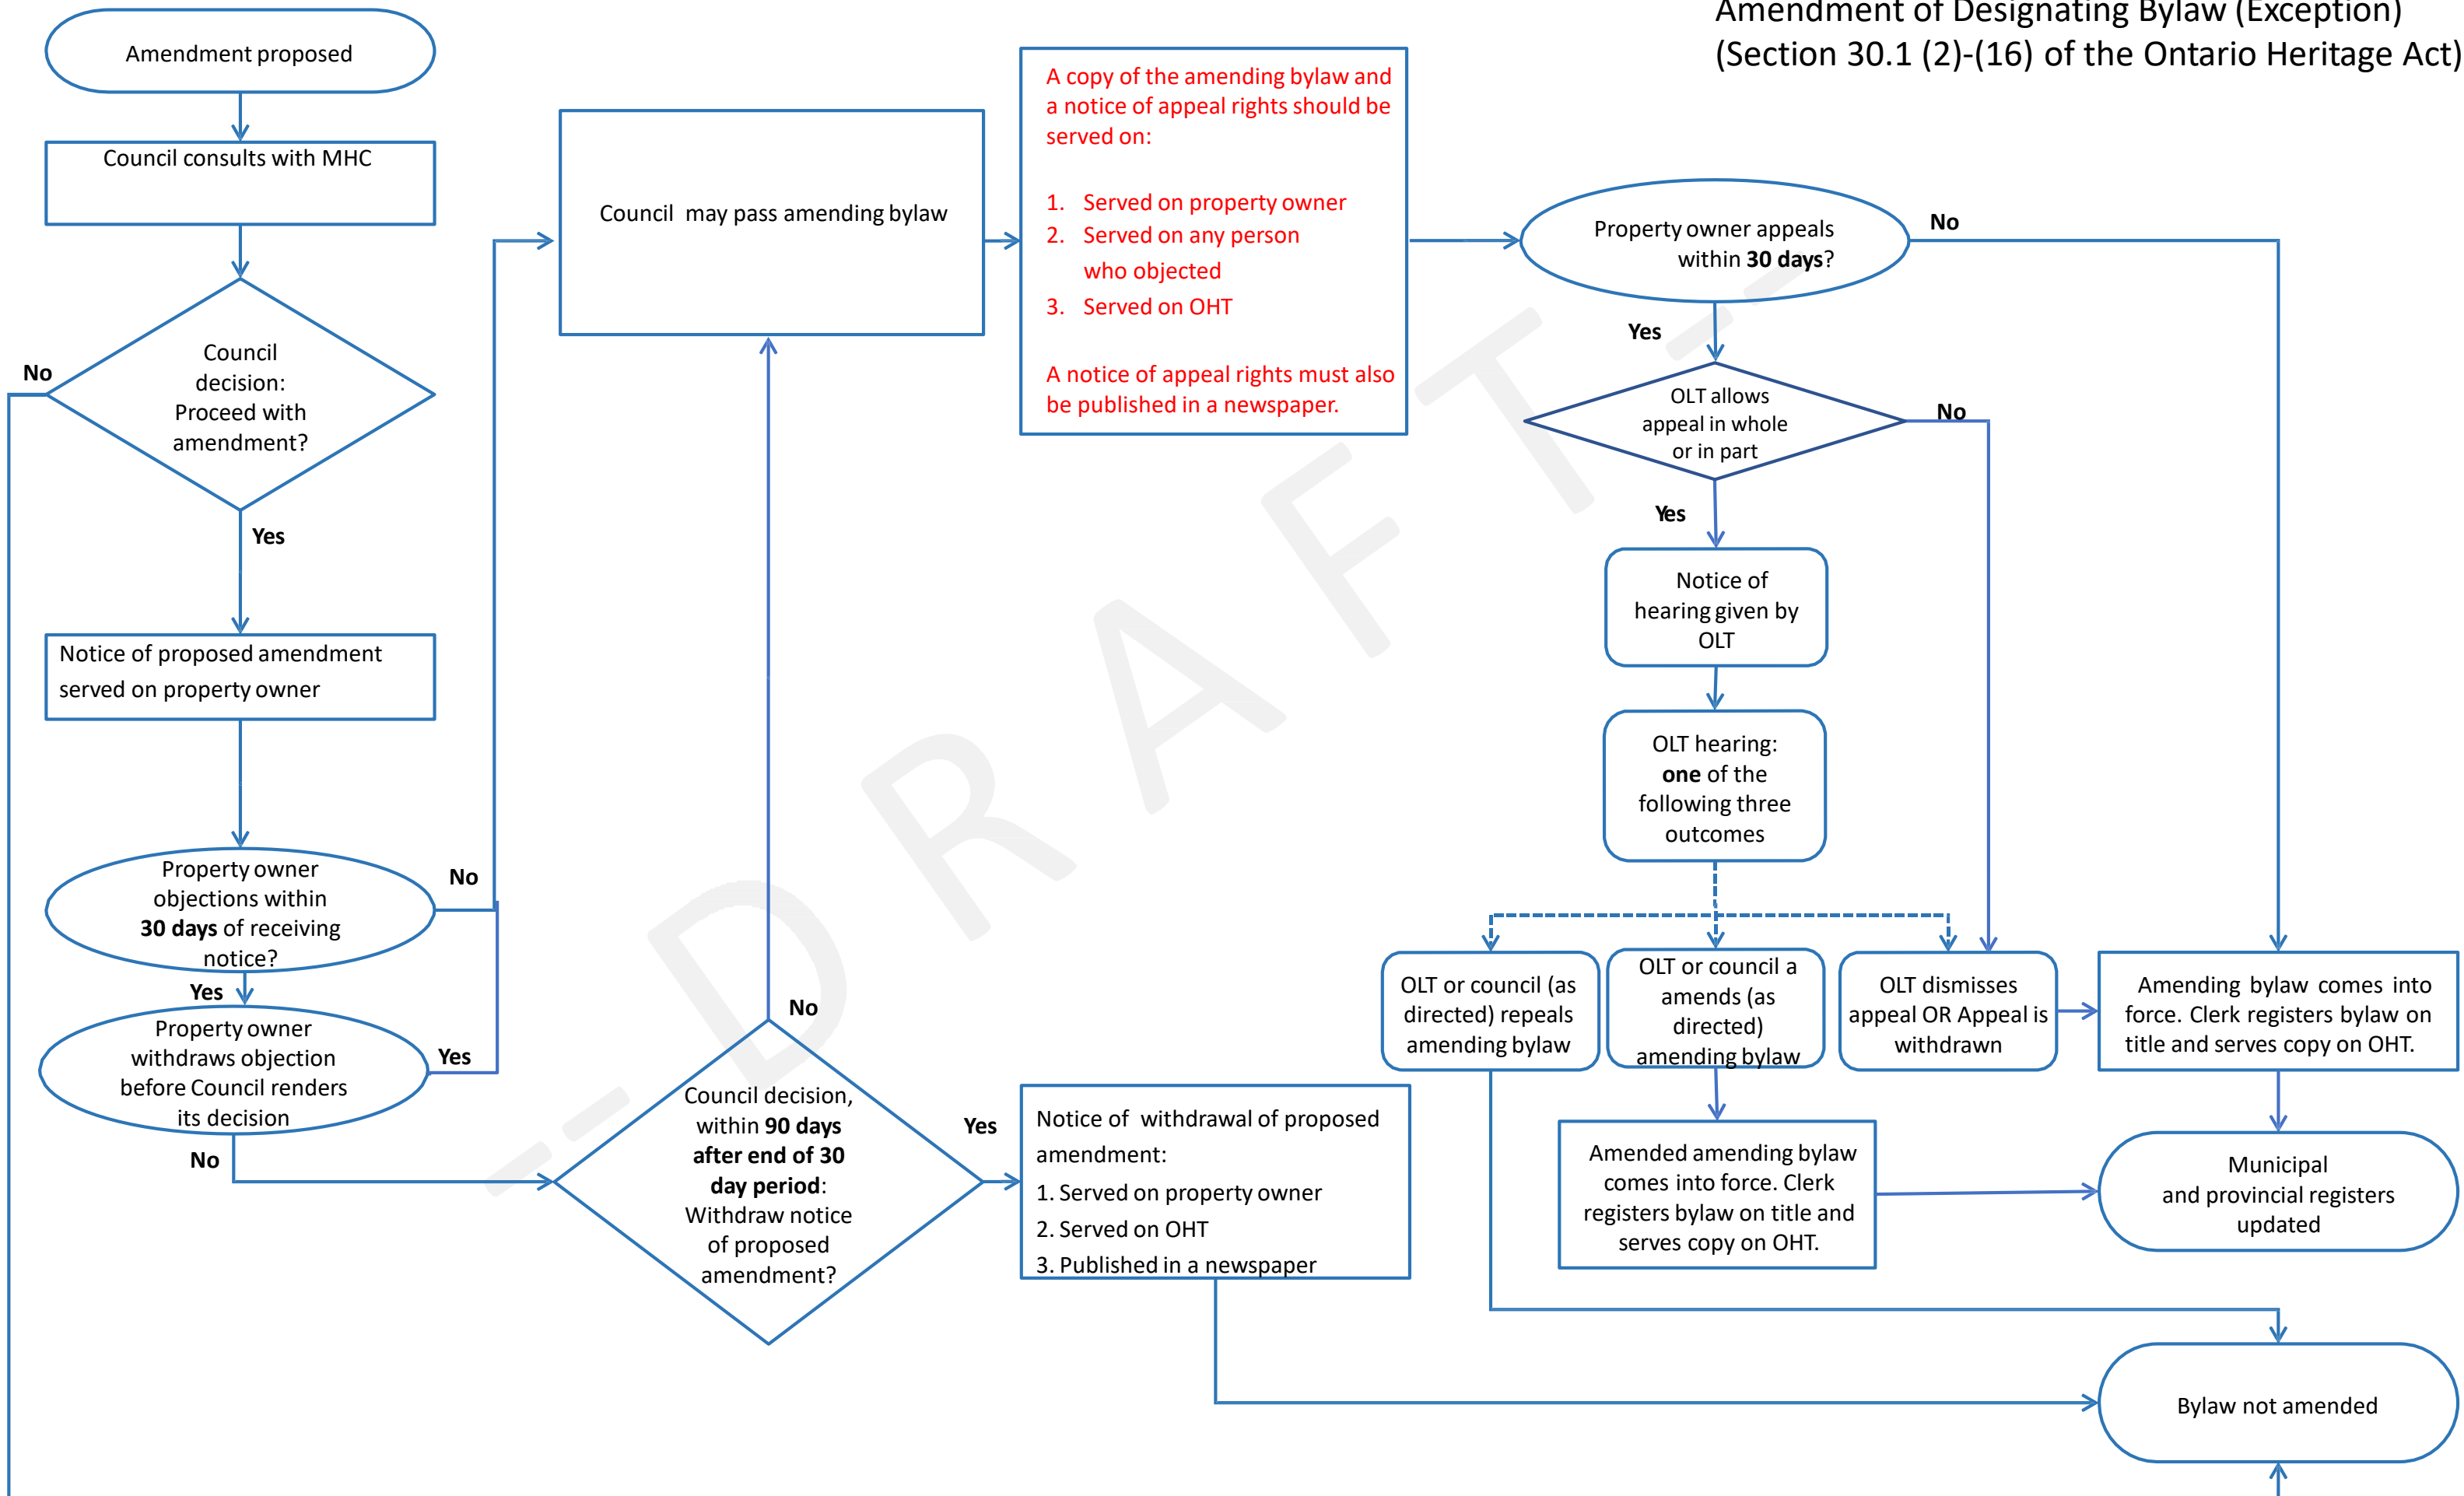 Amendment of Designating Bylaw (Exception)
(Section 30.1 (2)-(16) of the Ontario Heritage Act)
Amendment proposed
Council consults with MHC
Council
decision:
Proceed with
amendment?
No
Yes
Notice of proposed amendment
served on property owner
Property owner
objections within
30 days of receiving
notice?
No
Yes
Property owner
withdraws objection
before Council renders
its decision
Yes
No
Council decision,
within 90 days
after end of 30
day period:
Withdraw notice
of proposed
amendment?
No
Yes
Notice of withdrawal of proposed
amendment:
1. Served on property owner
2. Served on OHT
3. Published in a newspaper
Council may pass amending bylaw
A copy of the amending bylaw and
a notice of appeal rights should be
served on:
1. Served on property owner
2. Served on any person
who objected
3. Served on OHT
A notice of appeal rights must also
be published in a newspaper.
Property owner appeals
within 30 days?
No
Yes
OLT allows
appeal in whole
or in part
No
Yes
Notice of
hearing given by
OLT
OLT hearing:
one of the
following three
outcomes
OLT or council (as
directed) repeals
amending bylaw
OLT or council a
amends (as
directed)
amending bylaw
OLT dismisses
appeal OR Appeal is
withdrawn
Amending bylaw comes into
force. Clerk registers bylaw on
title and serves copy on OHT.
Amended amending bylaw
comes into force. Clerk
registers bylaw on title and
serves copy on OHT.
Municipal
and provincial registers
updated
Bylaw not amended
--DRAFT--